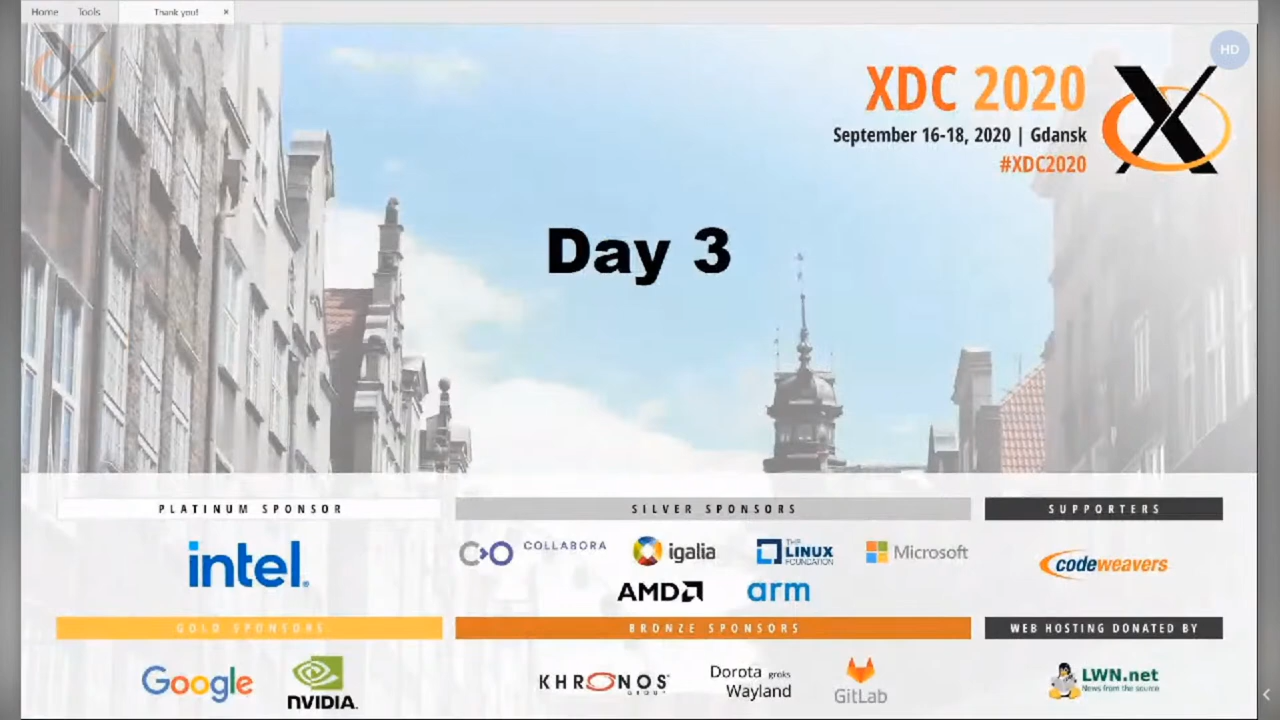 Home Tools Thank you! ×
HD
XDC 2020
September 16-18, 2020 | Gdansk
#XDC2020
Day 3
PLATINUM SPONSOR
SILVER SPONSORS
SUPPORTERS
intel.
COLLABORA
igalia
THE
LINUX
FOUNDATION
Microsoft
AMD
arm
codeweavers
GOLD SPONSORS
BRONZE SPONSORS
WEB HOSTING DONATED BY
Google
NVIDIA.
KHRONOS
GROUP
Dorota groks
Wayland
GitLab
LWN.net
News from the source